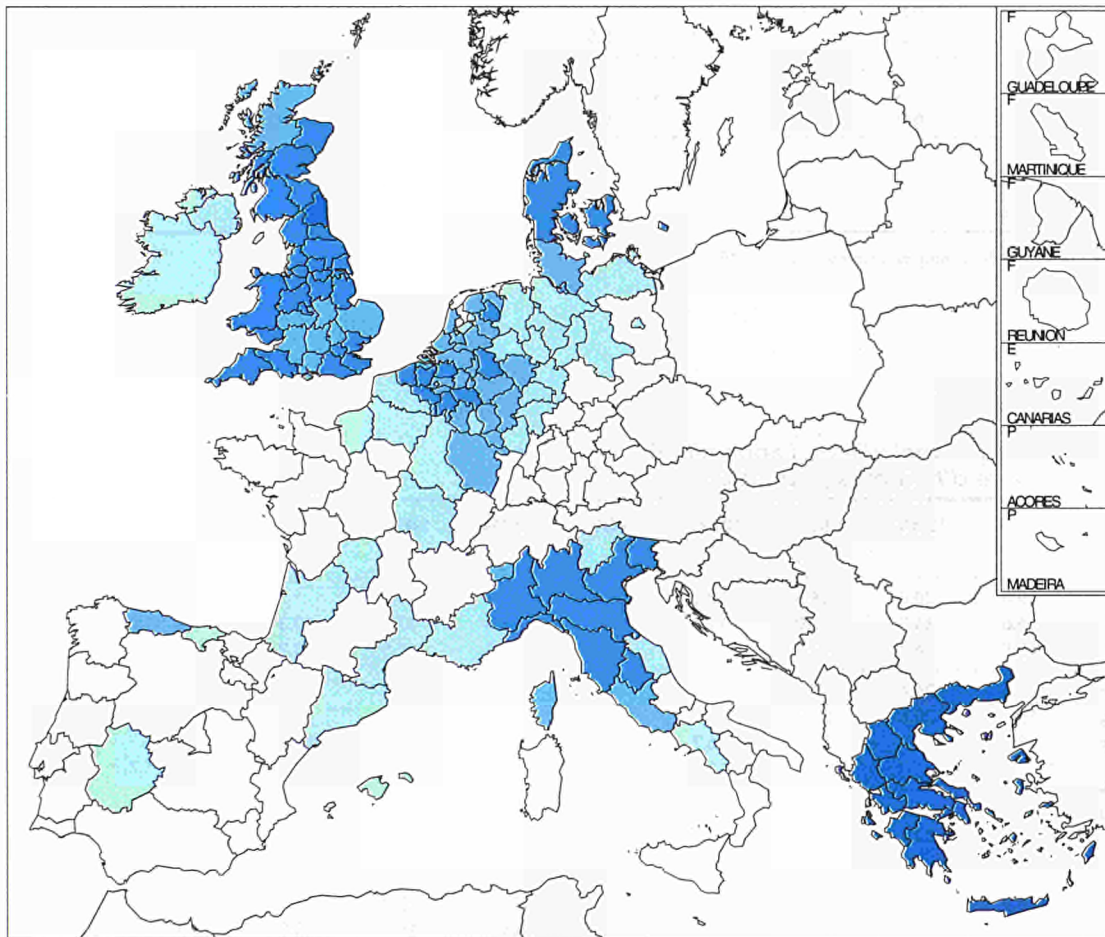 F
GUADELOUPE
F
MARTINIQUE
F
GUYANE
F
REUNION
E
CANARIAS
P
ACORES
P
MADEIRA